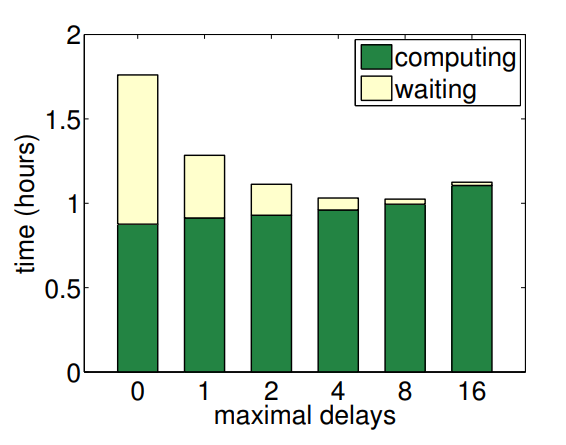 2
1.5
1
0.5
0
time (hours)
computing
waiting
0 1 2 4 8 16
maximal delays